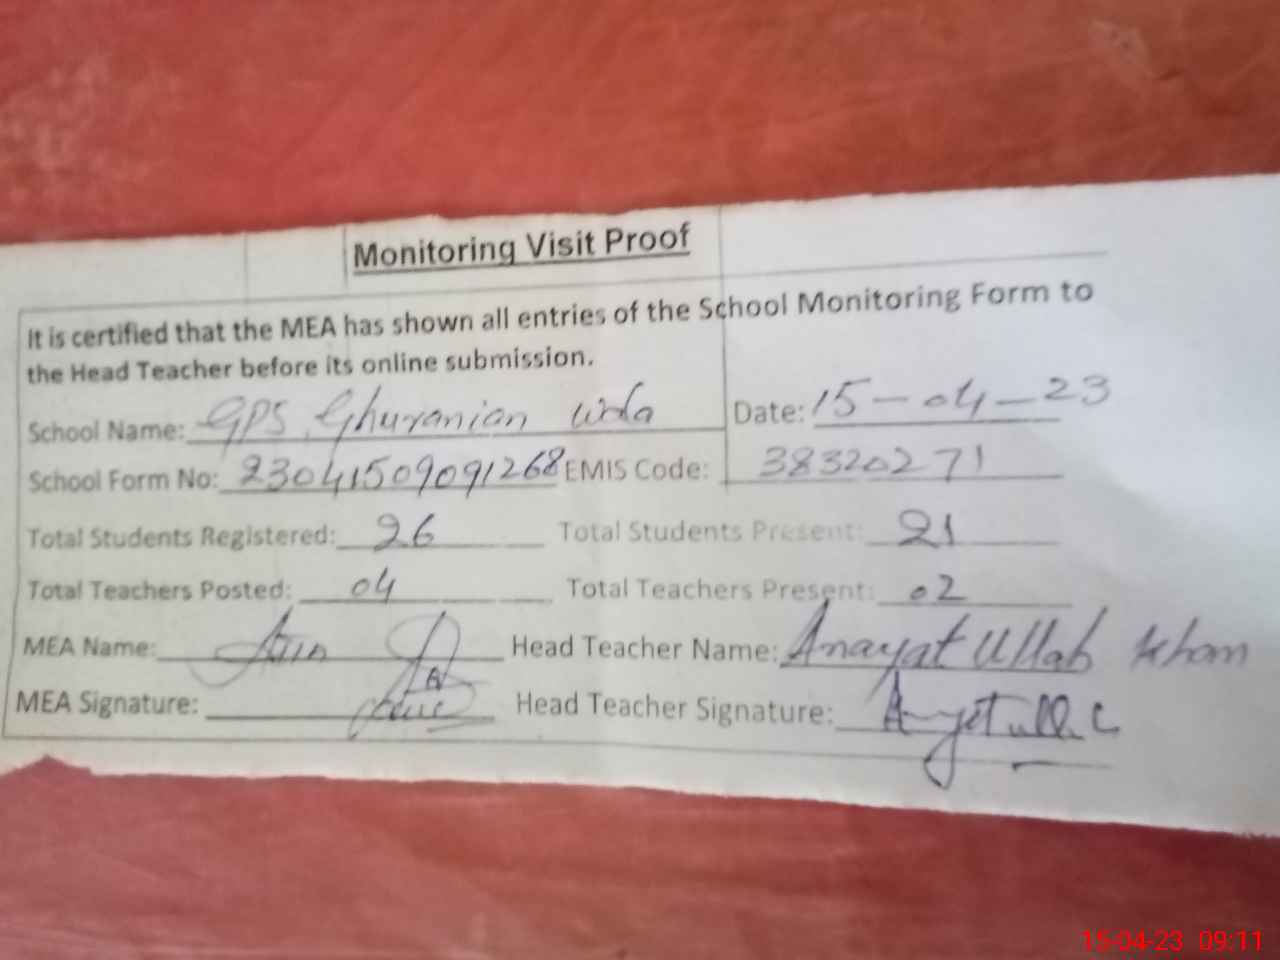 Monitoring Visit Proof
It is certified that the MEA has shown all entries of the School Monitoring Form to
the Head Teacher before its online submission.
School Name: GPS Ghuranian Wala Date: 15-04-23
School Form No: 23041509091268 EMIS Code: 38320271
Total Students Registered: 26 Total Students Present: 21
Total Teachers Posted: 04 Total Teachers Present: 02
MEA Name: Head Teacher Name: Anayat Ullah Khan
MEA Signature: Head Teacher Signature:
15-04-23 09:11